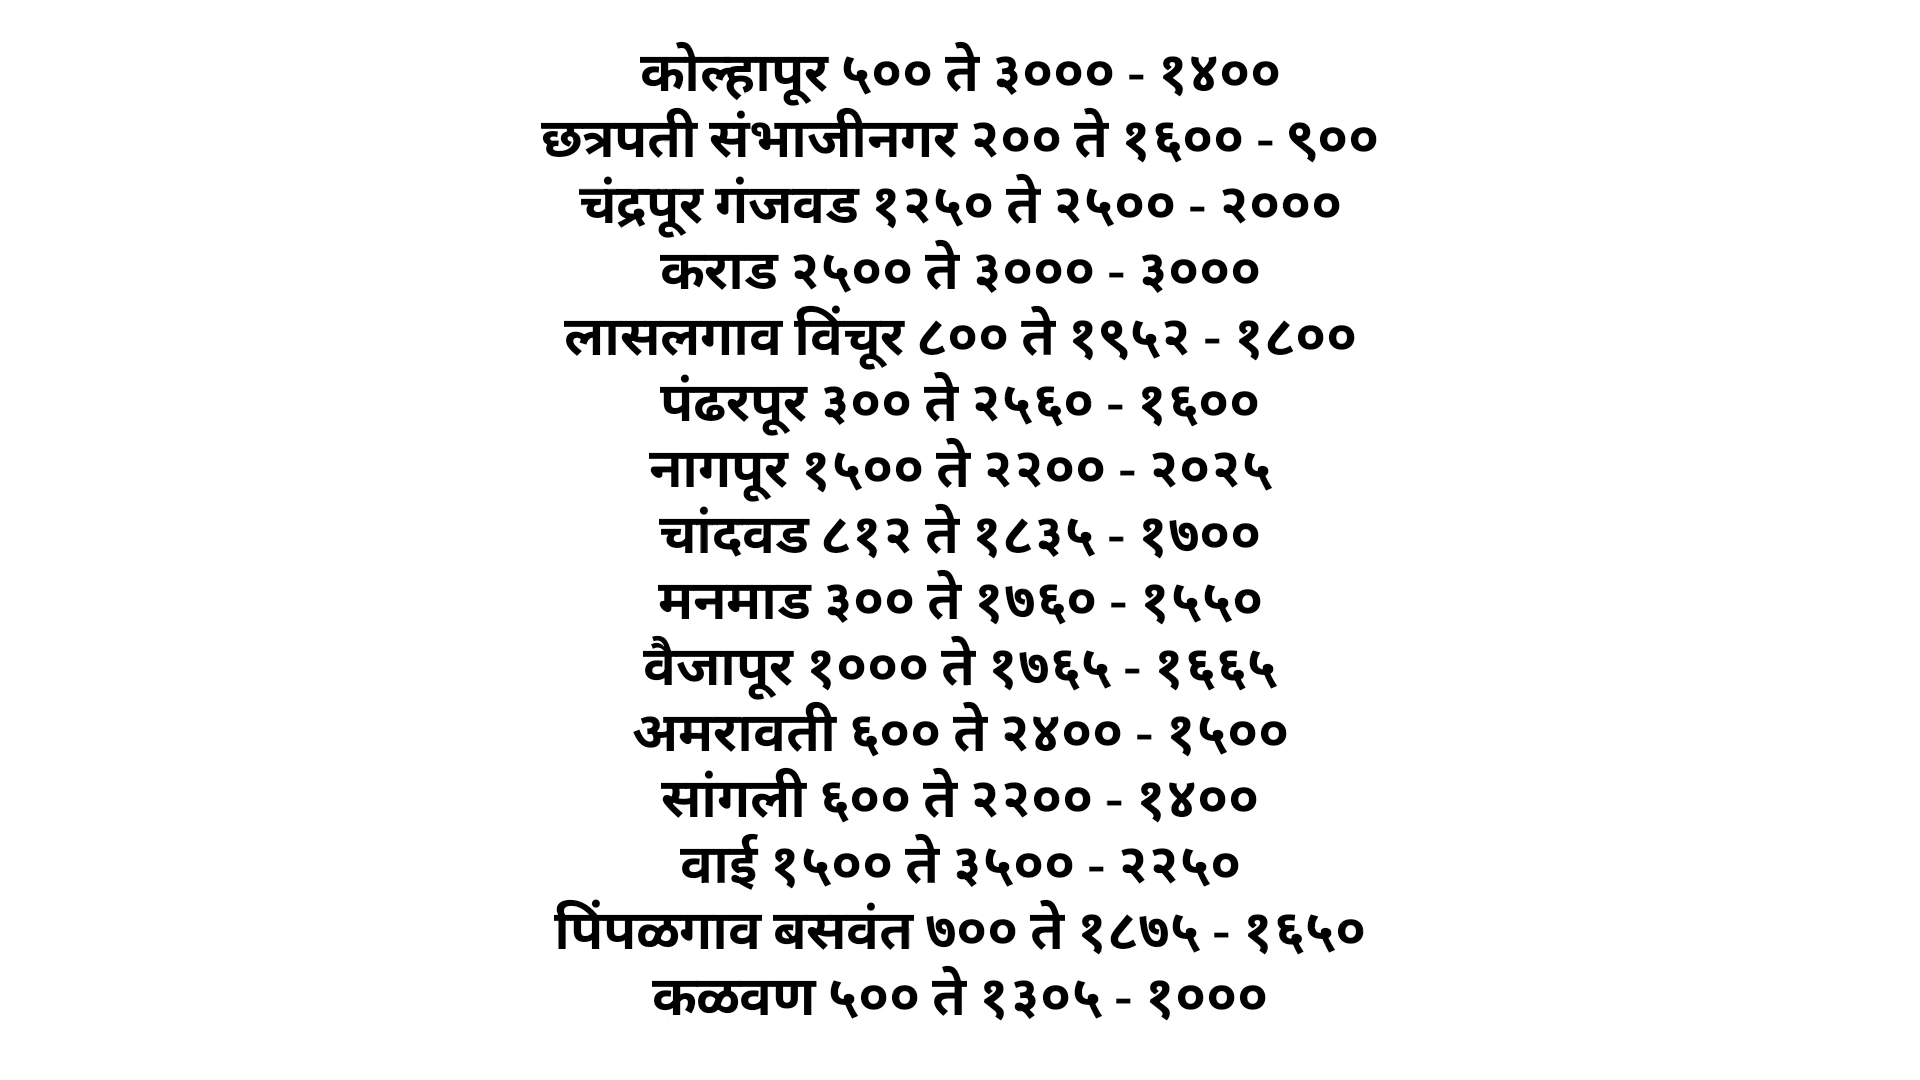 कोल्हापूर ५०० ते ३००० - १४००
छत्रपती संभाजीनगर २०० ते १६०० - ९००
चंद्रपूर गंजवड १२५० ते २५०० - २०००
कराड २५०० ते ३००० - ३०००
लासलगाव विंचूर ८०० ते १९५२ - १८००
पंढरपूर ३०० ते २५६० - १६००
नागपूर १५०० ते २२०० - २०२५
चांदवड ८१२ ते १८३५ - १७००
मनमाड ३०० ते १७६० - १५५०
वैजापूर १००० ते १७६५ - १६६५
अमरावती ६०० ते २४०० - १५००
सांगली ६०० ते २२०० - १४००
वाई १५०० ते ३५०० - २२५०
पिंपळगाव बसवंत ७०० ते १८७५ - १६५०
कळवण ५०० ते १३०५ - १०००